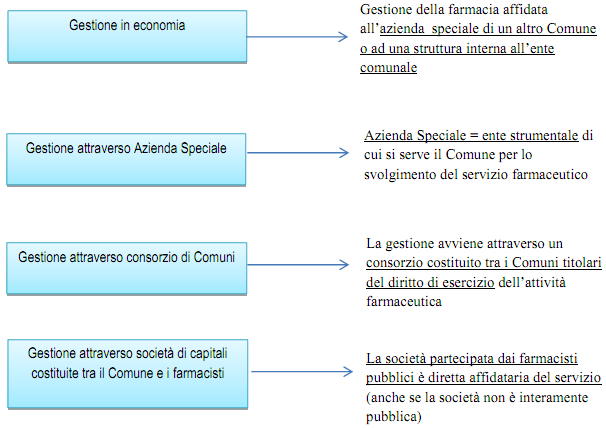 Gestione in economia
Gestione della farmacia affidata
all'azienda speciale di un altro Comune
o ad una struttura interna all'ente
comunale
Gestione attraverso Azienda Speciale
Azienda Speciale = ente strumentale di
cui si serve il Comune per lo
svolgimento del servizio farmaceutico
Gestione attraverso consorzio di Comuni
La gestione avviene attraverso un
consorzio costituito tra i Comuni titolari
del diritto di esercizio dell'attività
farmaceutica
Gestione attraverso società di capitali
costituite tra il Comune e i farmacisti
La società partecipata dai farmacisti
pubblici è diretta affidataria del servizio
(anche se la società non è interamente
pubblica)